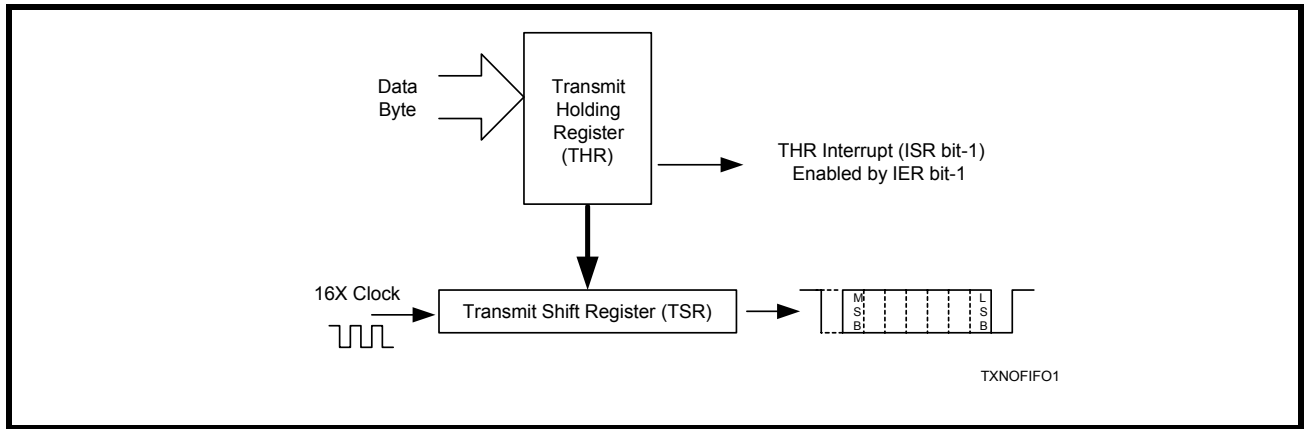 Data
Byte
Transmit
Holding
Register
(THR)
THR Interrupt (ISR bit-1)
Enabled by IER bit-1
16X Clock
Transmit Shift Register (TSR)
M
S
B
L
S
B
TXNOFIFO1